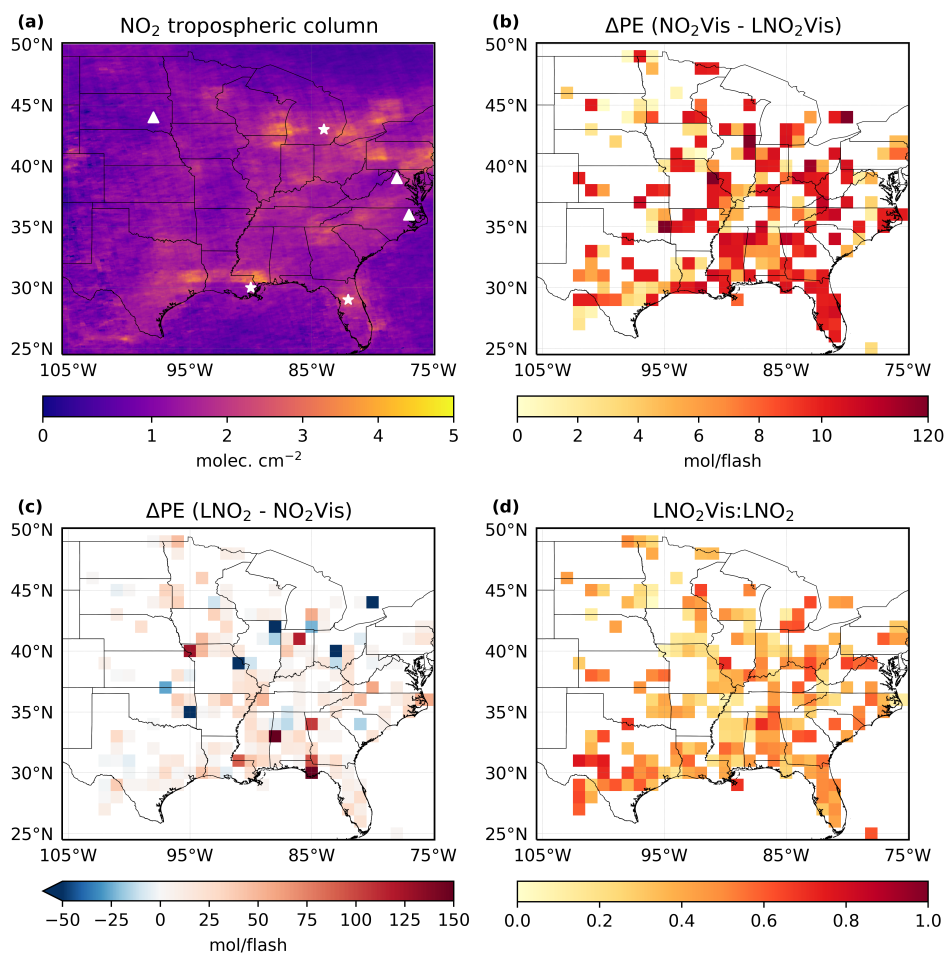 (a) NO₂ tropospheric column
(b) ΔPE (NO₂Vis - LNO₂Vis)
50°N
45°N
40°N
35°N
30°N
25°N
105°W 95°W 85°W 75°W
0 1 2 3 4 5
molec. cm⁻²
50°N
45°N
40°N
35°N
30°N
25°N
105°W 95°W 85°W 75°W
0 2 4 6 8 10 120
mol/flash
(c) ΔPE (LNO₂ - NO₂Vis)
(d) LNO₂Vis:LNO₂
50°N
45°N
40°N
35°N
30°N
25°N
105°W 95°W 85°W 75°W
−50 −25 0 25 50 75 100 125 150
mol/flash
50°N
45°N
40°N
35°N
30°N
25°N
105°W 95°W 85°W 75°W
0.0 0.2 0.4 0.6 0.8 1.0